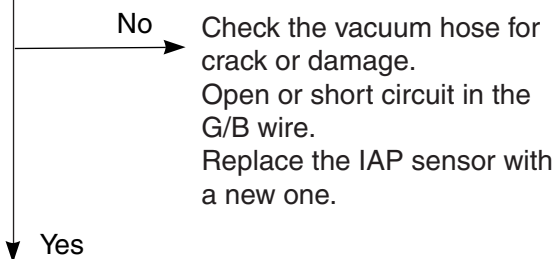 No
Check the vacuum hose for
crack or damage.
Open or short circuit in the
G/B wire.
Replace the IAP sensor with
a new one.
Yes